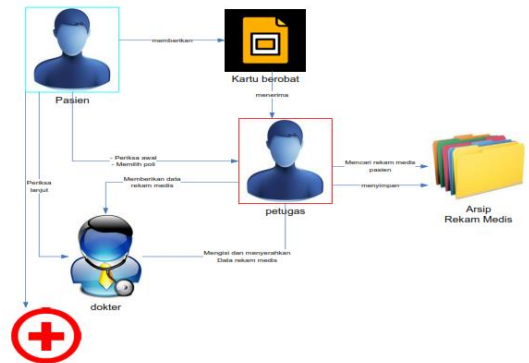 memberikan
Pasien
Kartu berobat
menerima
- Periksa awal
- Memilih poli
Mencari rekam medis
pasien
Periksa
lanjut
Memberikan data
rekam medis
menyimpan
petugas
Arsip
Rekam Medis
Mengisi dan menyerahkan
Data rekam medis
dokter